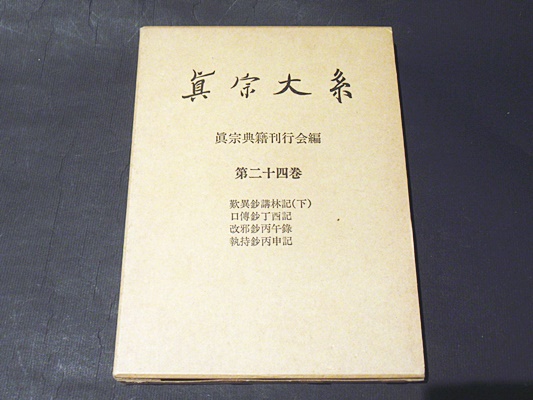 眞宗大系
眞宗典籍刊行会編
第二十四巻
歎異鈔講林記(下)
口傳鈔丁酉記
改邪鈔丙午錄
執持鈔丙申記